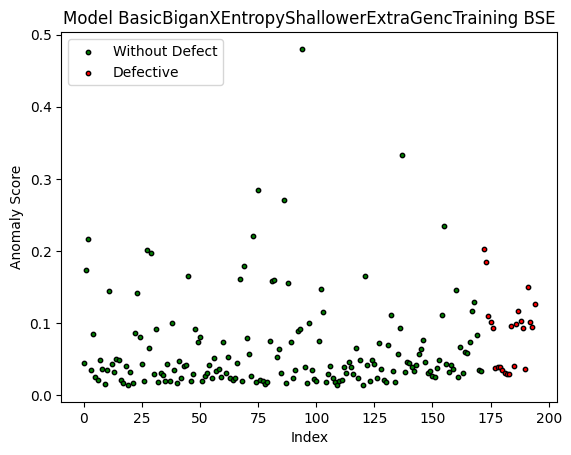 Model BasicBiganXEntropyShallowerExtraGencTraining BSE
Without Defect
Defective
0.5
0.4
0.3
0.2
0.1
0.0
Anomaly Score
0 25 50 75 100 125 150 175 200
Index